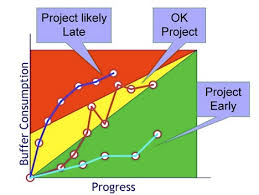 Project likely
Late
OK
Project
Project
Early
Buffer Consumption
Progress